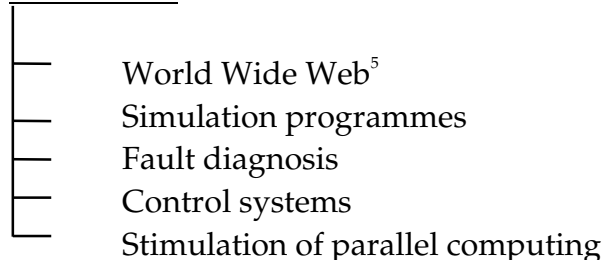 World Wide Web⁵
Simulation programmes
Fault diagnosis
Control systems
Stimulation of parallel computing